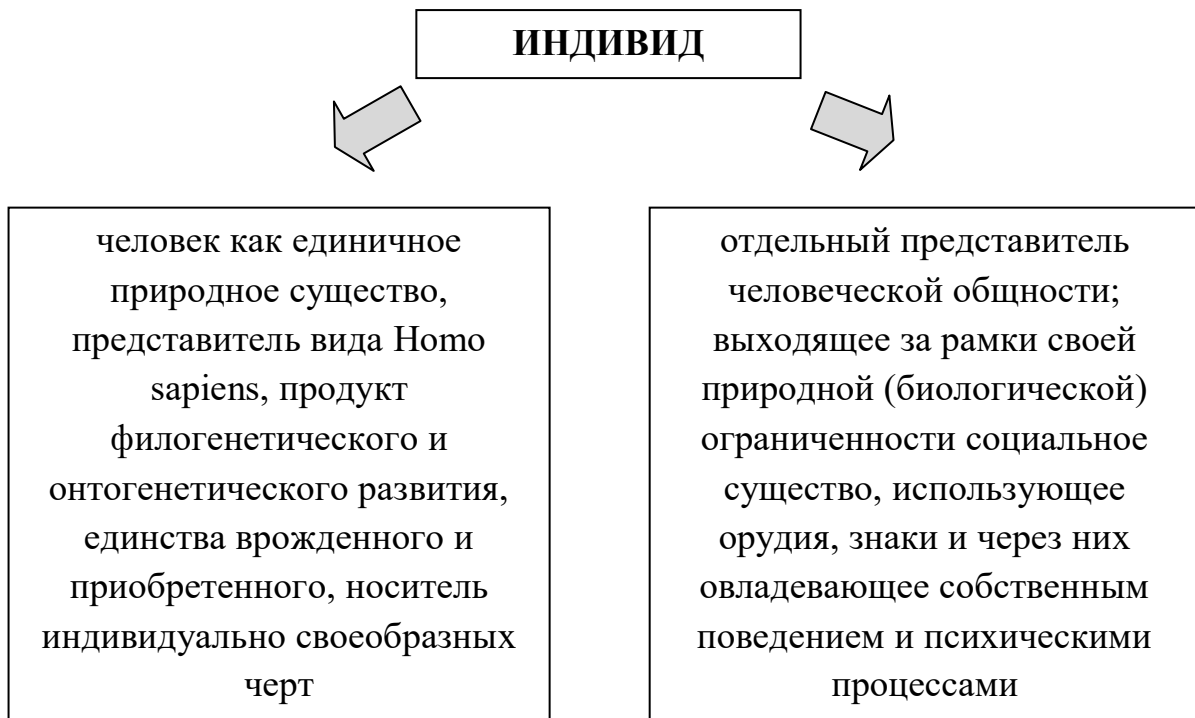 ИНДИВИД
человек как единичное
природное существо,
представитель вида Homo
sapiens, продукт
филогенетического и
онтогенетического развития,
единства врожденного и
приобретенного, носитель
индивидуально своеобразных
черт
отдельный представитель
человеческой общности;
выходящее за рамки своей
природной (биологической)
ограниченности социальное
существо, использующее
орудия, знаки и через них
овладевающее собственным
поведением и психическими
процессами